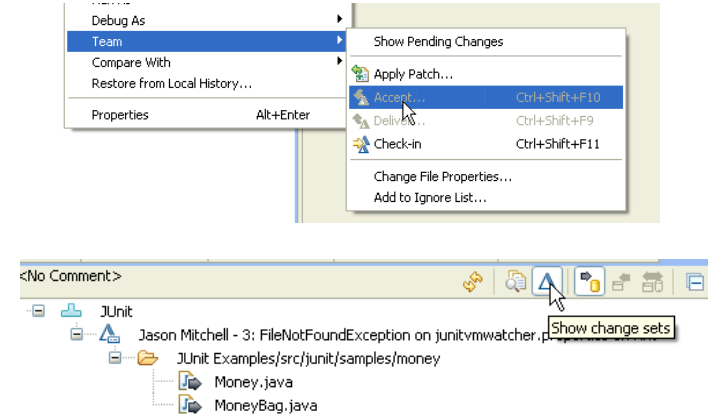 Debug As
Team
Compare With
Restore from Local History...
Properties Alt+Enter
Show Pending Changes
Apply Patch...
Accept... Ctrl+Shift+F10
Deliver... Ctrl+Shift+F9
Check-in Ctrl+Shift+F11
Change File Properties...
Add to Ignore List...
<No Comment>
Show change sets
JUnit
Jason Mitchell - 3: FileNotFoundException on junitvmwatcher.
JUnit Examples/src/junit/samples/money
Money.java
MoneyBag.java